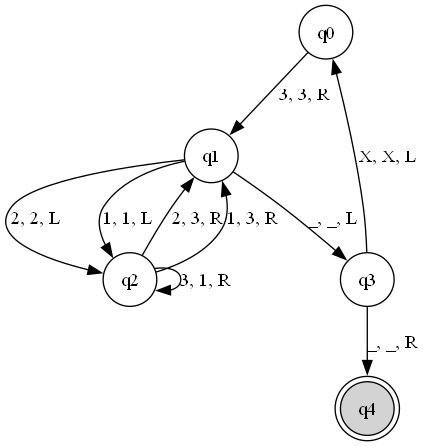 q0
3, 3, R
q1
X, X, L
2, 2, L
1, 1, L
2, 3, R
1, 3, R
_, _, L
q2
3, 1, R
q3
_, _, R
q4